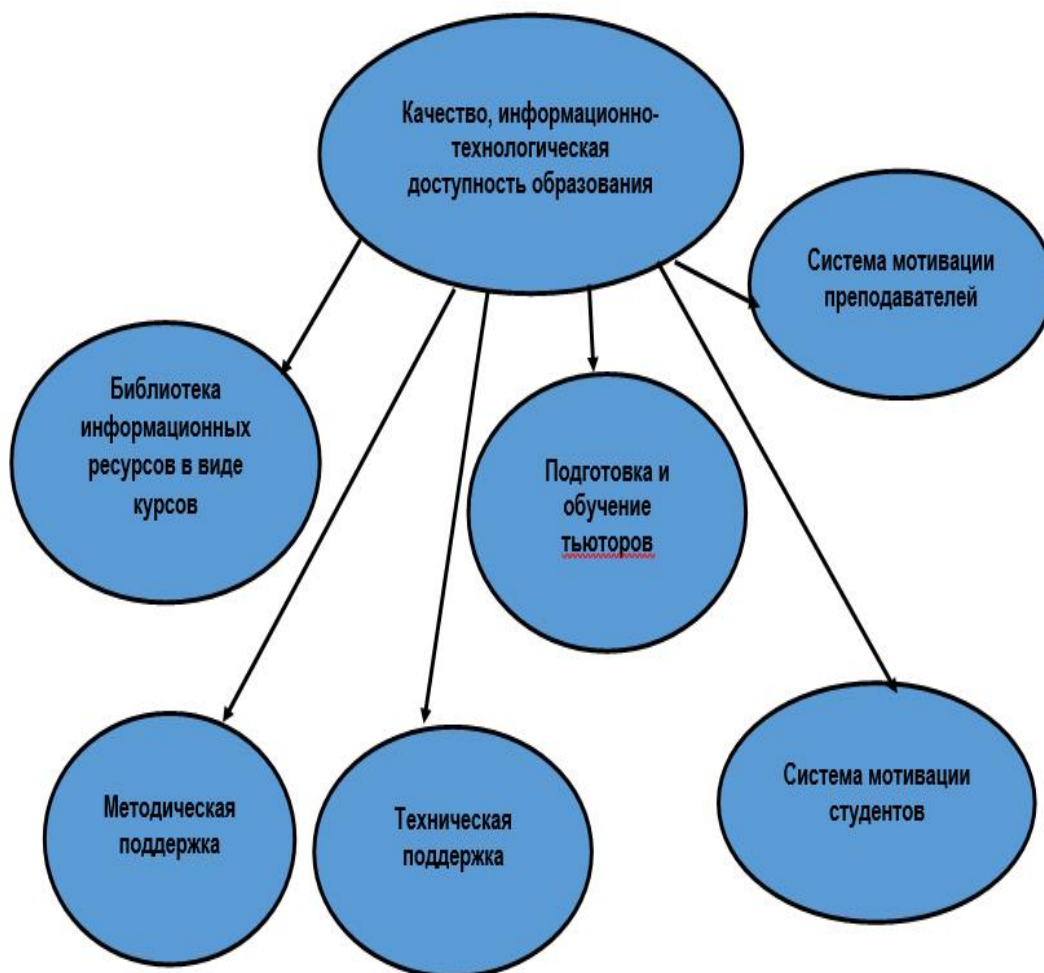 Качество, информационно-
технологическая
доступность образования
Система мотивации
преподавателей
Библиотека
информационных
ресурсов в виде
курсов
Подготовка и
обучение
тьюторов
Методическая
поддержка
Техническая
поддержка
Система мотивации
студентов